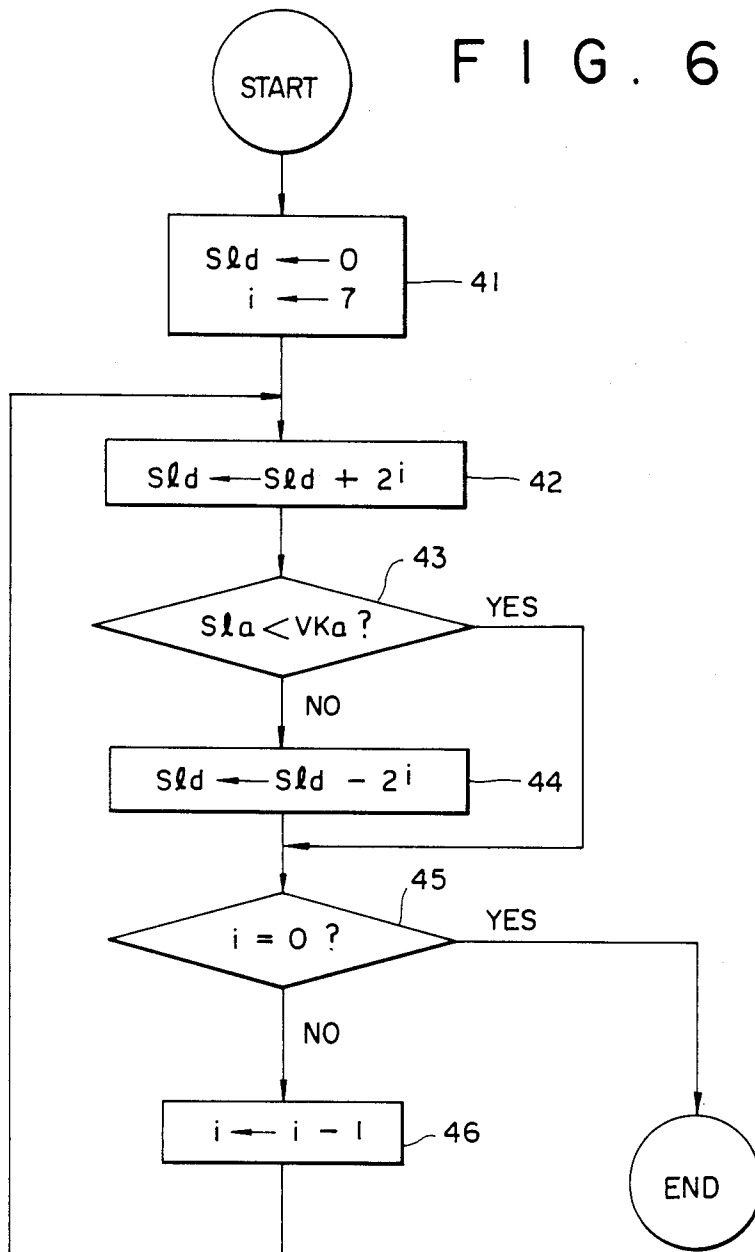 FIG. 6
START
Sℓd ← 0
i ← 7
41
Sℓd ← Sℓd + 2^i
42
43
Sℓa < VKa ?
YES
NO
Sℓd ← Sℓd - 2^i
44
45
i = 0 ?
YES
NO
i ← i - 1
46
END